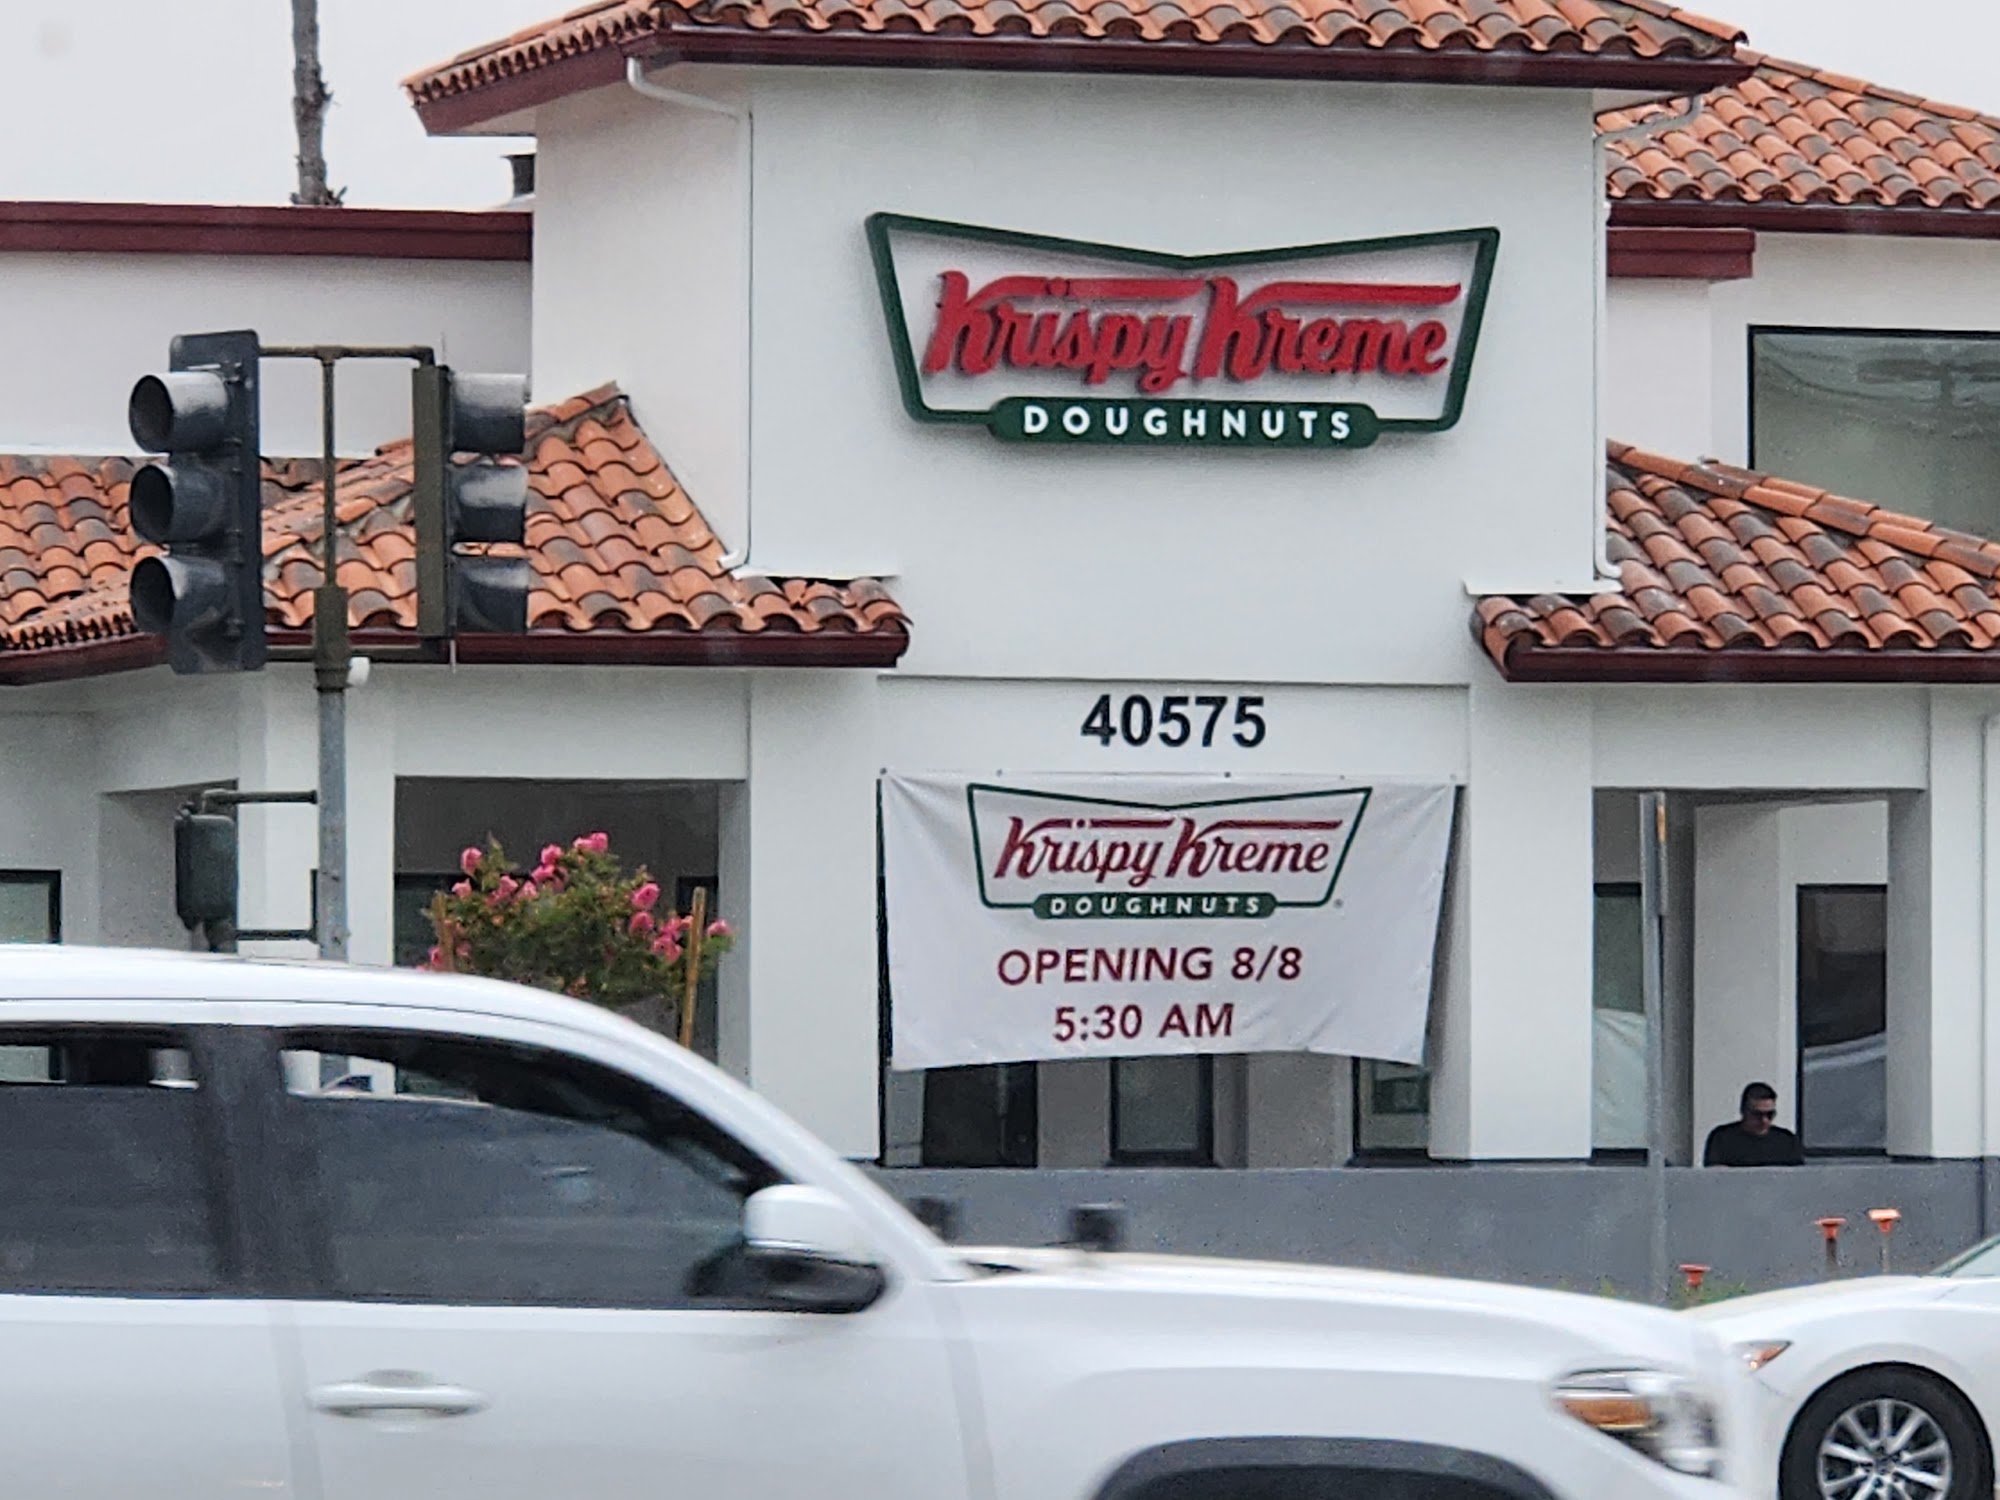 Krispy Kreme
DOUGHNUTS
40575
Krispy Kreme
DOUGHNUTS
OPENING 8/8
5:30 AM